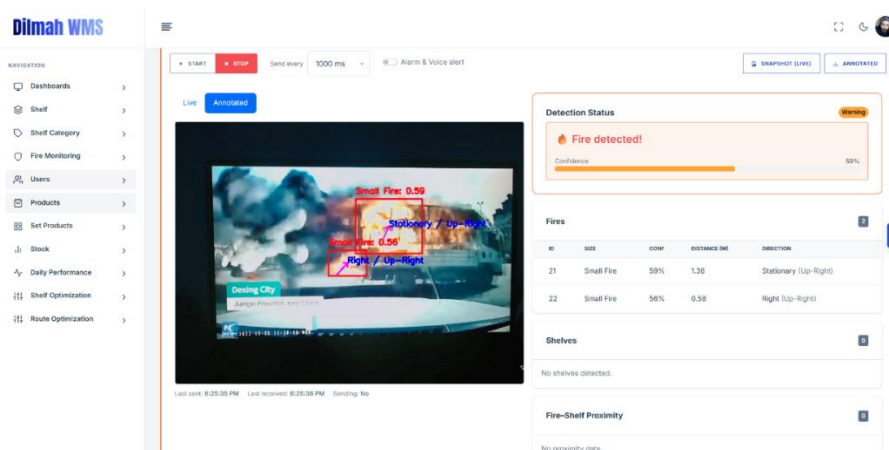 Dilmah WMS
NAVIGATION
Dashboards
Shelf
Shelf Category
Fire Monitoring
Users
Products
Set Products
Stock
Daily Performance
Shelf Optimization
Route Optimization
START
STOP
Send every
1000 ms
Alarm & Voice alert
SNAPSHOT (LIVE)
ANNOTATED
Live
Annotated
Small Fire: 0.59
Stationary / Up-Right
Small Fire: 0.56
Right / Up-Right
Dexing City
Jiangxi Province, east China
Last sent: 6:25:35 PM Last received: 6:25:36 PM Sending: No
Detection Status
Warning
Fire detected!
Confidence
59%
Fires
2
ID SIZE CONF DISTANCE (M) DIRECTION
21 Small Fire 59% 1.36 Stationary (Up-Right)
22 Small Fire 56% 0.58 Right (Up-Right)
Shelves
0
No shelves detected.
Fire–Shelf Proximity
0
No proximity data.